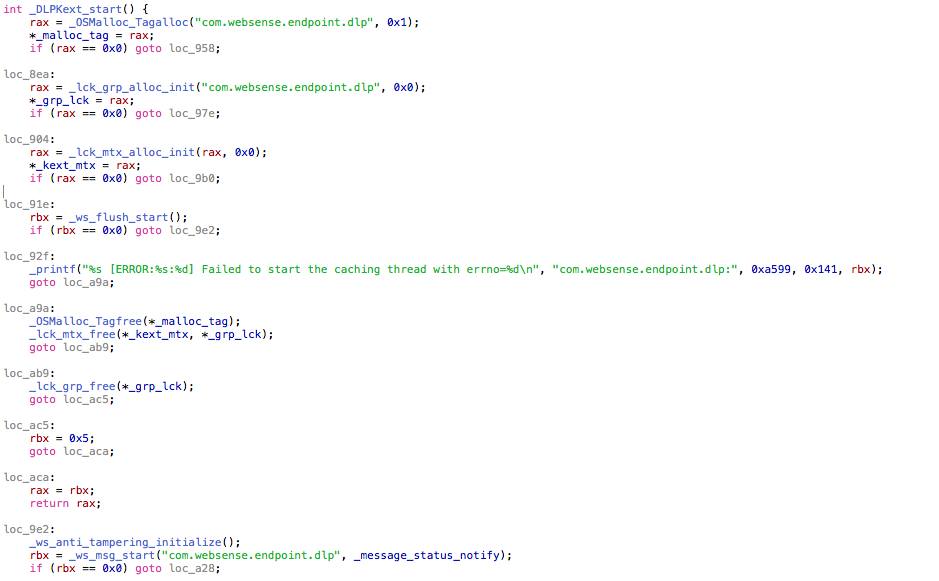 int _DLPKext_start() {
    rax = _OSMalloc_Tagalloc("com.websense.endpoint.dlp", 0x1);
    *_malloc_tag = rax;
    if (rax == 0x0) goto loc_958;
loc_8ea:
    rax = _lck_grp_alloc_init("com.websense.endpoint.dlp", 0x0);
    *_grp_lck = rax;
    if (rax == 0x0) goto loc_97e;
loc_904:
    rax = _lck_mtx_alloc_init(rax, 0x0);
    *_kext_mtx = rax;
    if (rax == 0x0) goto loc_9b0;
loc_91e:
    rbx = _ws_flush_start();
    if (rbx == 0x0) goto loc_9e2;
loc_92f:
    _printf("%s [ERROR:%s:%d] Failed to start the caching thread with errno=%d\n", "com.websense.endpoint.dlp:", 0xa599, 0x141, rbx);
    goto loc_a9a;
loc_a9a:
    _OSMalloc_Tagfree(*_malloc_tag);
    _lck_mtx_free(*_kext_mtx, *_grp_lck);
    goto loc_ab9;
loc_ab9:
    _lck_grp_free(*_grp_lck);
    goto loc_ac5;
loc_ac5:
    rbx = 0x5;
    goto loc_aca;
loc_aca:
    rax = rbx;
    return rax;
loc_9e2:
    _ws_anti_tampering_initialize();
    rbx = _ws_msg_start("com.websense.endpoint.dlp", _message_status_notify);
    if (rbx == 0x0) goto loc_a28;